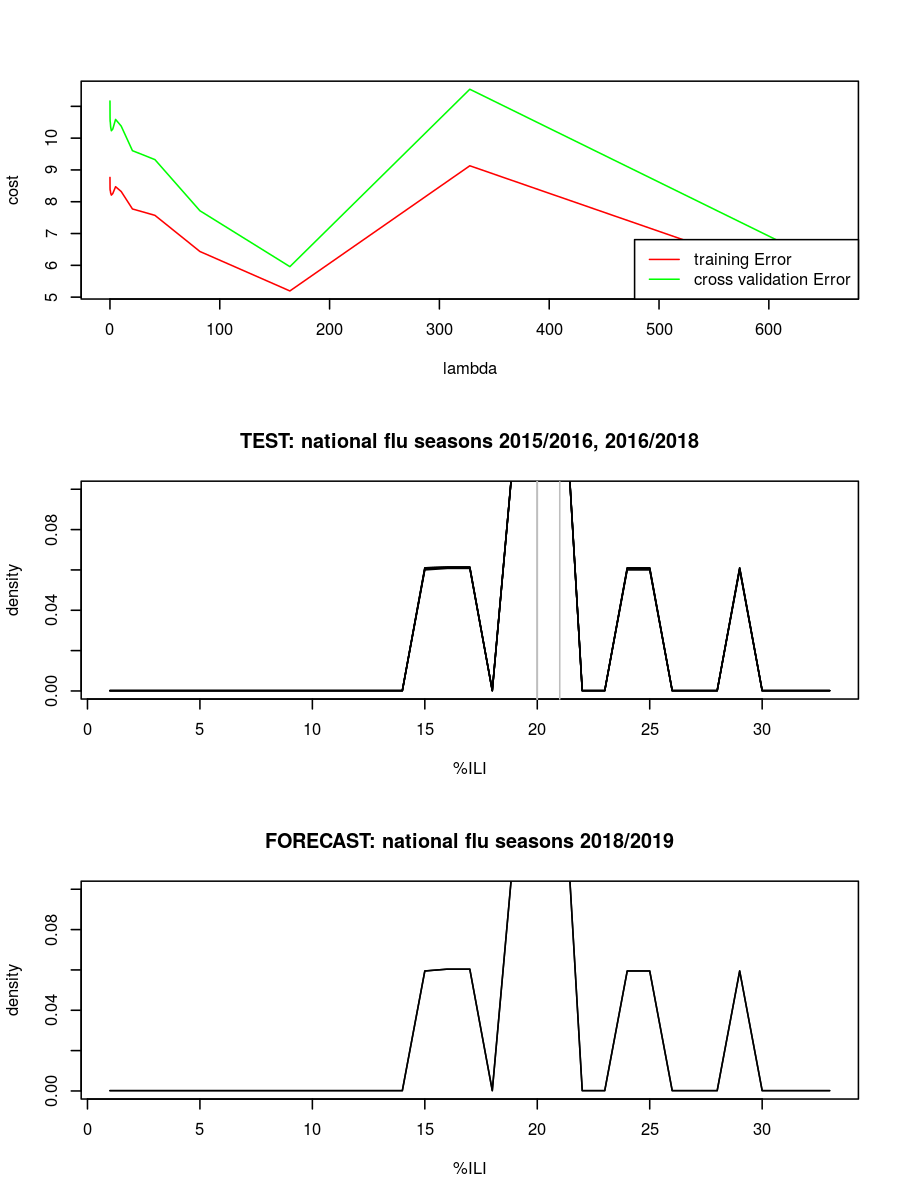 cost
10
9
8
7
6
5
training Error
cross validation Error
0 100 200 300 400 500 600
lambda
TEST: national flu seasons 2015/2016, 2016/2018
density
0.08
0.04
0.00
0 5 10 15 20 25 30
%ILI
FORECAST: national flu seasons 2018/2019
density
0.08
0.04
0.00
0 5 10 15 20 25 30
%ILI